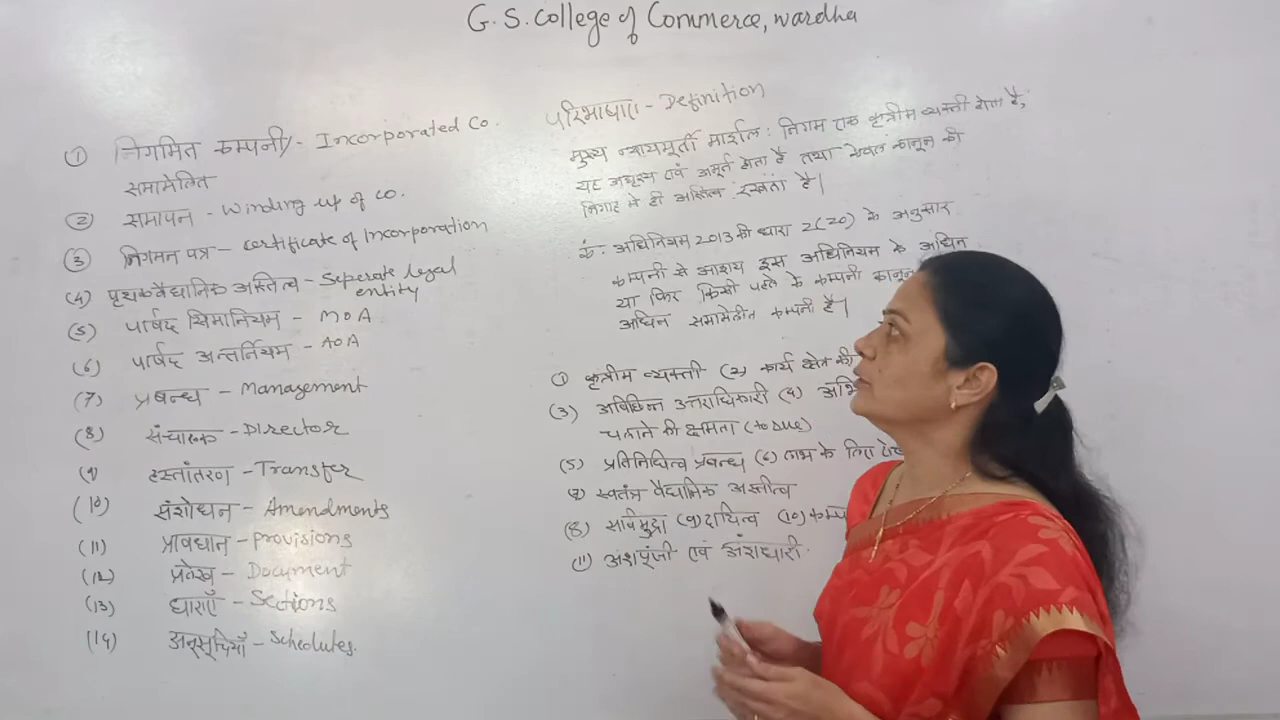 G. S. College of Commerce, wardha
① निगमित कम्पनी/- Incorporated Co.
समामेलित
② समापन - Winding up of co.
③ निगमन पत्र - certificate of Incorporation
(4) पृथकवैधानिक अस्तित्व - Seperate legal
entity
(5) पार्षद सिमानियम - MOA
(6) पार्षद अन्तर्नियम - AOA
(7) प्रबन्ध - Management
(8) संचालक - Director
(9) हस्तांतरण - Transfer
(10) संशोधन - Amendments
(11) प्रावधान - Provisions
(12) प्रलेख - Document
(13) धाराएँ - Sections
(14) अनुसूचियाँ - Schedules.
परिभाषाए - Definition
मुख्य न्यायमूर्ती मार्शल : निगम एक कृत्रीम व्यक्ती होता है,
यह अदृश्य एवं अमूर्त होता है तथा केवल कानून की
निगाह मे ही अस्तित्व रखता है।
कं. अधिनियम 2013 की धारा 2(20) के अनुसार
कम्पनी से आशय इस अधिनियम के अधिन
या फिर किसी पहले के कम्पनी कानून
अधिन समामेलीत कम्पनी है।
① कृत्रीम व्यक्ती (2) कार्य क्षेत्र की
(3) अविछिन्न उत्तराधिकारी (4)
चलाने की क्षमता (to sue)
(5) प्रतिनिधित्व प्रबन्ध (6) लाभ के लिए
(7) स्वतंत्र वैधानिक अस्तीत्व
(8) सार्वमुद्रा (9) दायित्व (10)
(11) अंशपूंजी एवं अंशधारी